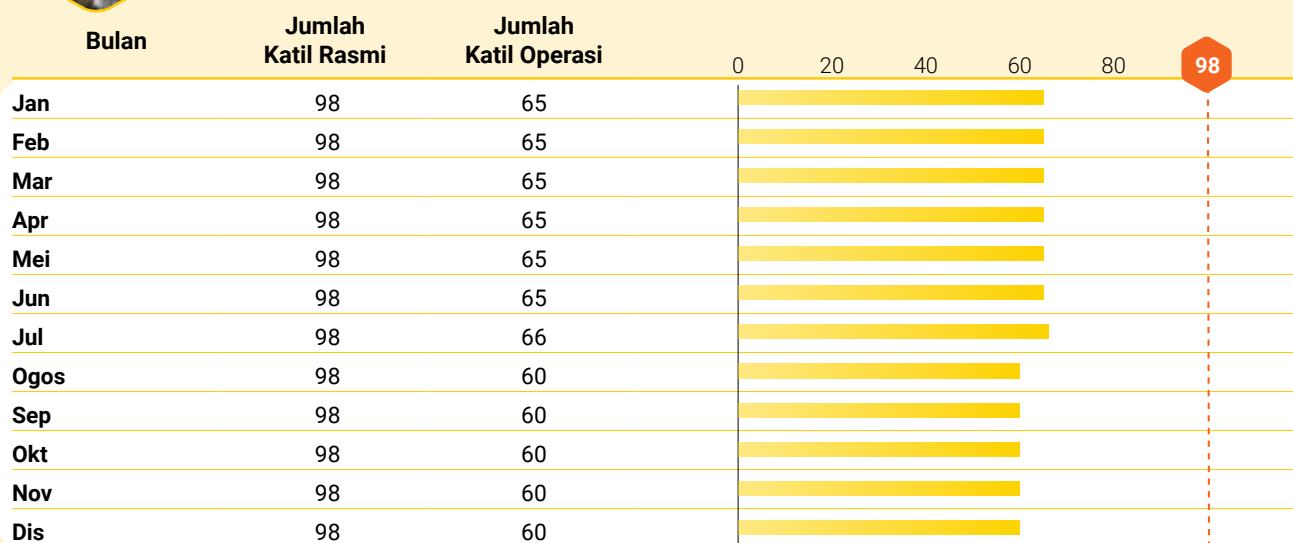 Bulan
Jumlah
Katil Rasmi
Jumlah
Katil Operasi
0 20 40 60 80 98
Jan 98 65
Feb 98 65
Mar 98 65
Apr 98 65
Mei 98 65
Jun 98 65
Jul 98 66
Ogos 98 60
Sep 98 60
Okt 98 60
Nov 98 60
Dis 98 60